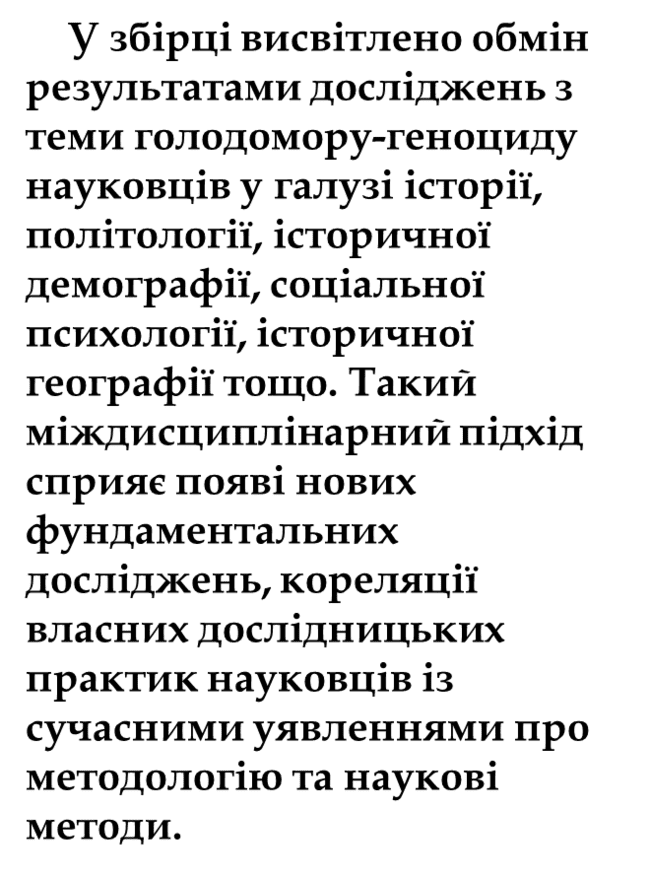 У збірці висвітлено обмін
результатами досліджень з
теми голодомору-геноциду
науковців у галузі історії,
політології, історичної
демографії, соціальної
психології, історичної
географії тощо. Такий
міждисциплінарний підхід
сприяє появі нових
фундаментальних
досліджень, кореляції
власних дослідницьких
практик науковців із
сучасними уявленнями про
методологію та наукові
методи.